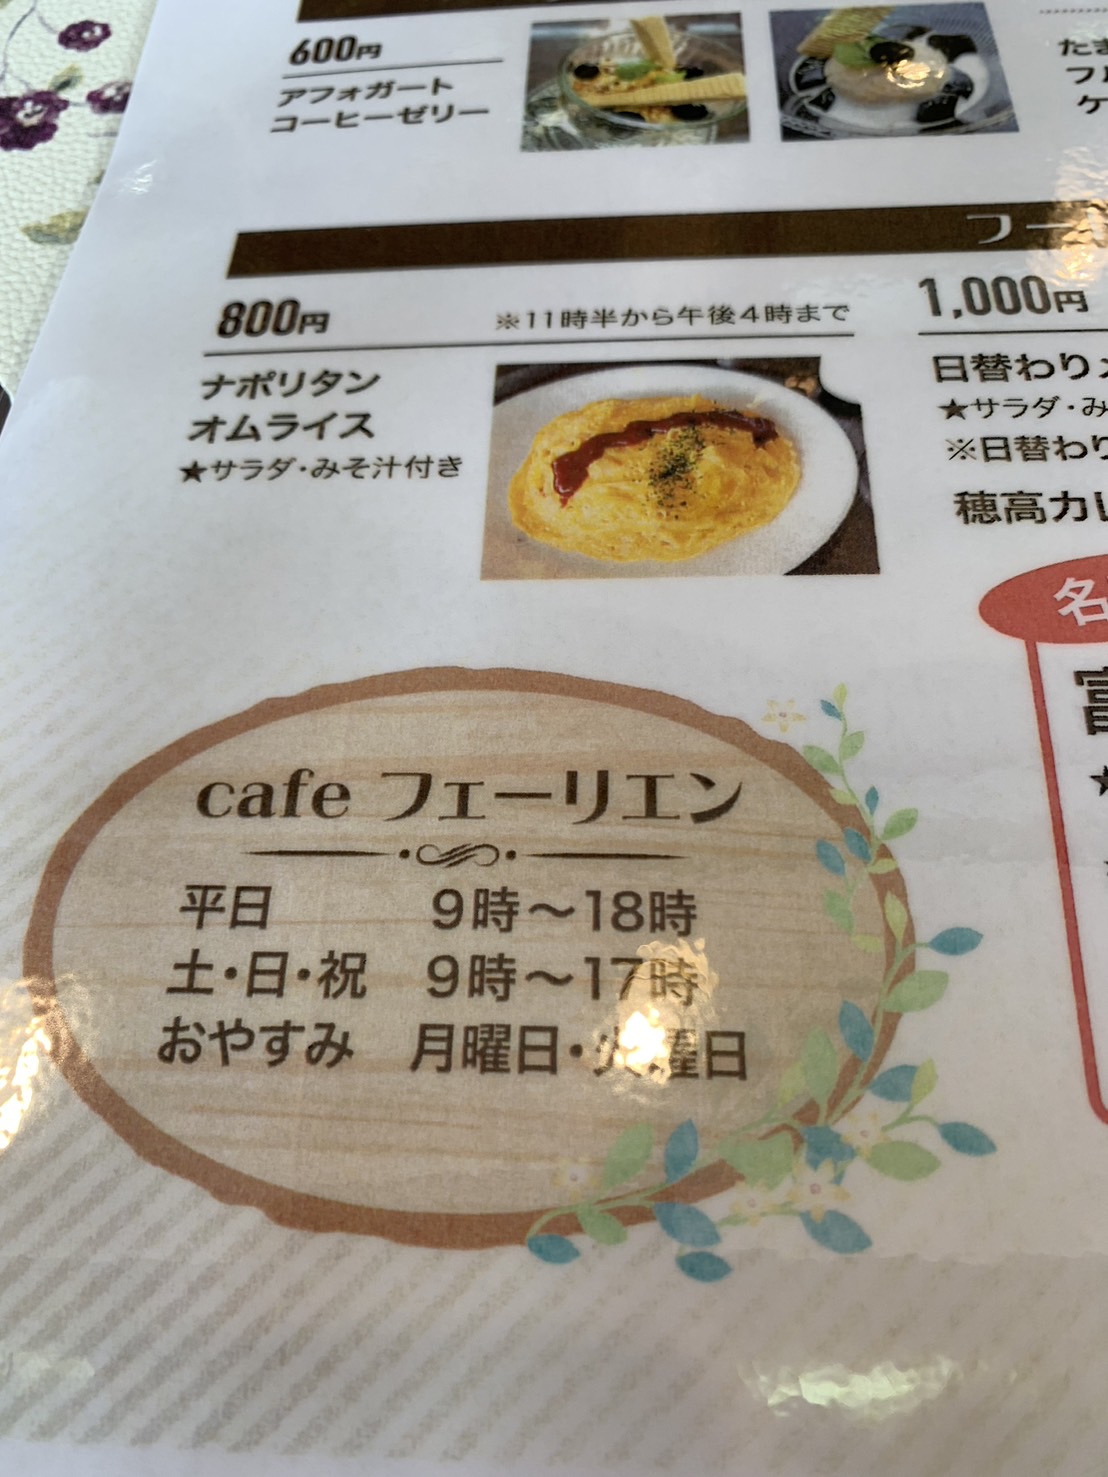 600円
アフォガート
コーヒーゼリー
フー
800円
※11時半から午後4時まで
ナポリタン
オムライス
★サラダ・みそ汁付き
1,000円
日替わり
★サラダ・み
※日替わり
穂高カレ
名
富
cafe フェーリエン
平日 9時～18時
土・日・祝 9時～17時
おやすみ 月曜日・火曜日